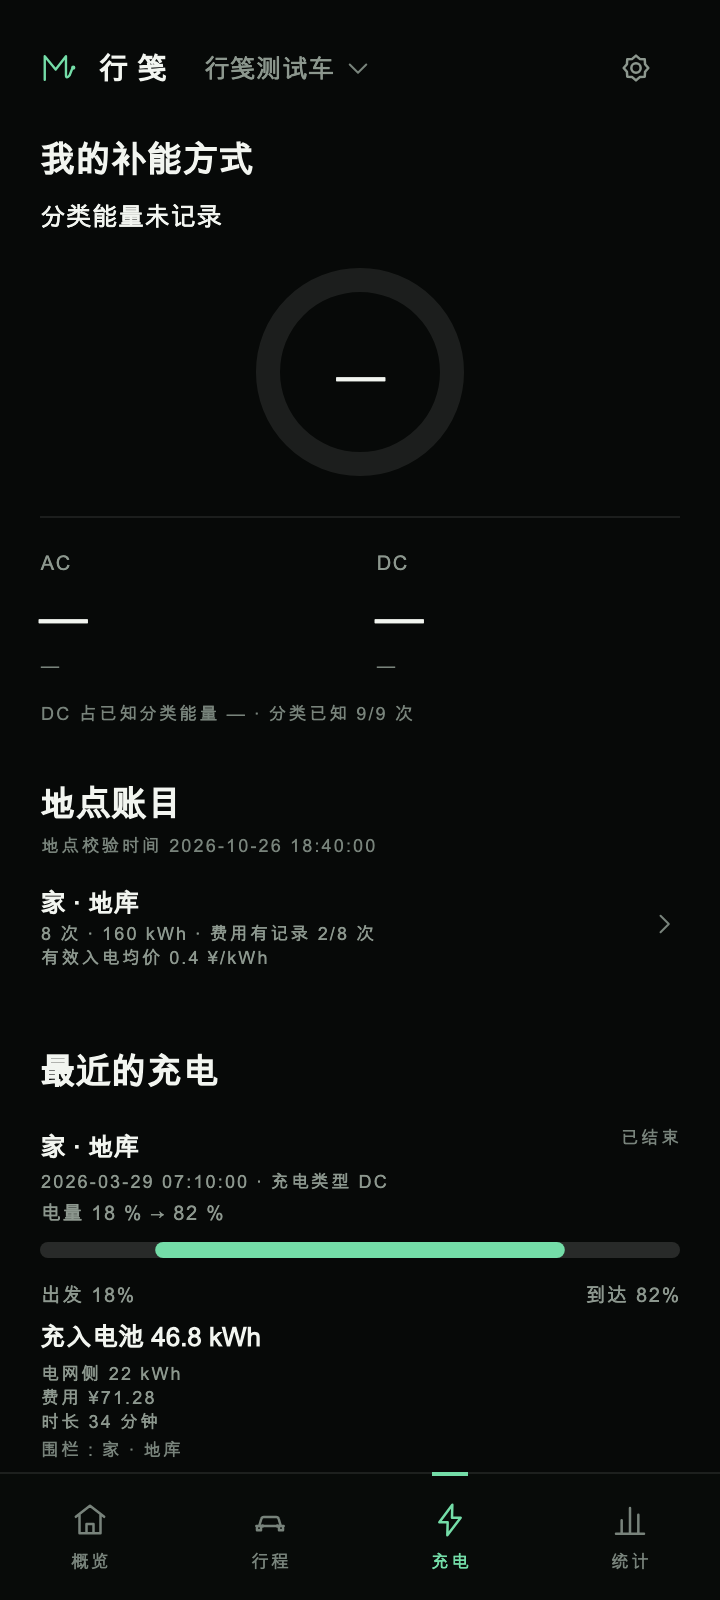 行笺 行笺测试车
我的补能方式
分类能量未记录
—
AC DC
— —
— —
DC 占已知分类能量 — · 分类已知 9/9 次
地点账目
地点校验时间 2026-10-26 18:40:00
家 · 地库
8 次 · 160 kWh · 费用有记录 2/8 次
有效入电均价 0.4 ¥/kWh
最近的充电
家 · 地库 已结束
2026-03-29 07:10:00 · 充电类型 DC
电量 18 % → 82 %
出发 18% 到达 82%
充入电池 46.8 kWh
电网侧 22 kWh
费用 ¥71.28
时长 34 分钟
围栏：家 · 地库
概览 行程 充电 统计